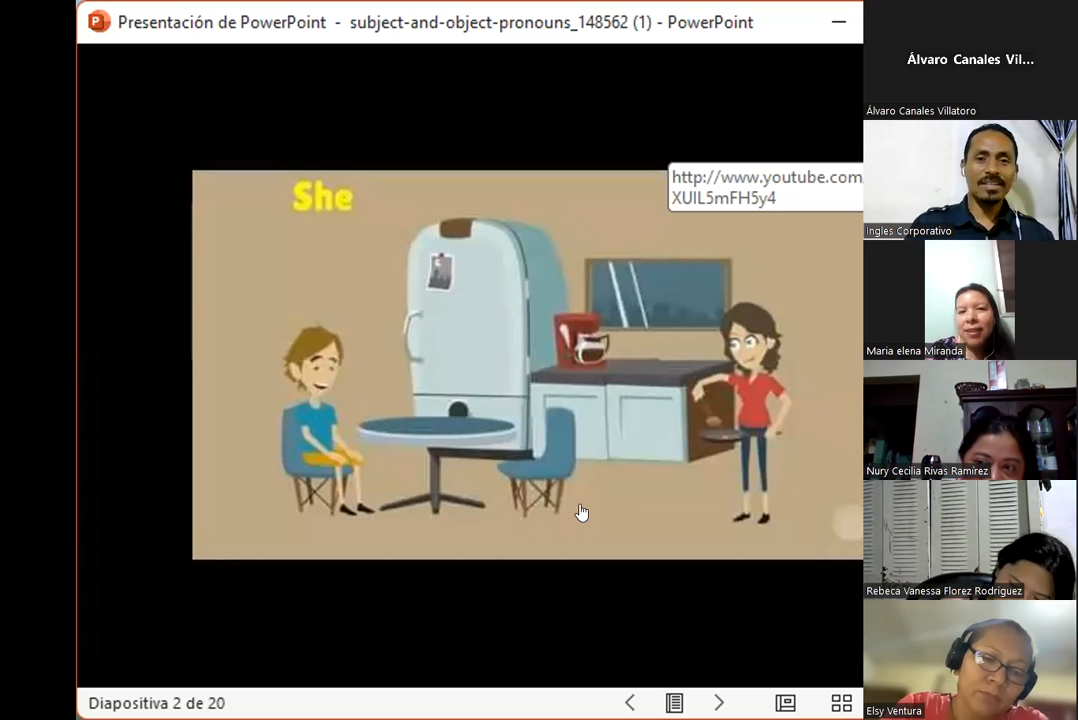 Presentación de PowerPoint - subject-and-object-pronouns_148562 (1) - PowerPoint
She
http://www.youtube.com
XUIL5mFH5y4
Diapositiva 2 de 20
Álvaro Canales Vil...
Álvaro Canales Villatoro
Ingles Corporativo
Maria elena Miranda
Nury Cecilia Rivas Ramírez
Rebeca Vanessa Florez Rodriguez
Elsy Ventura